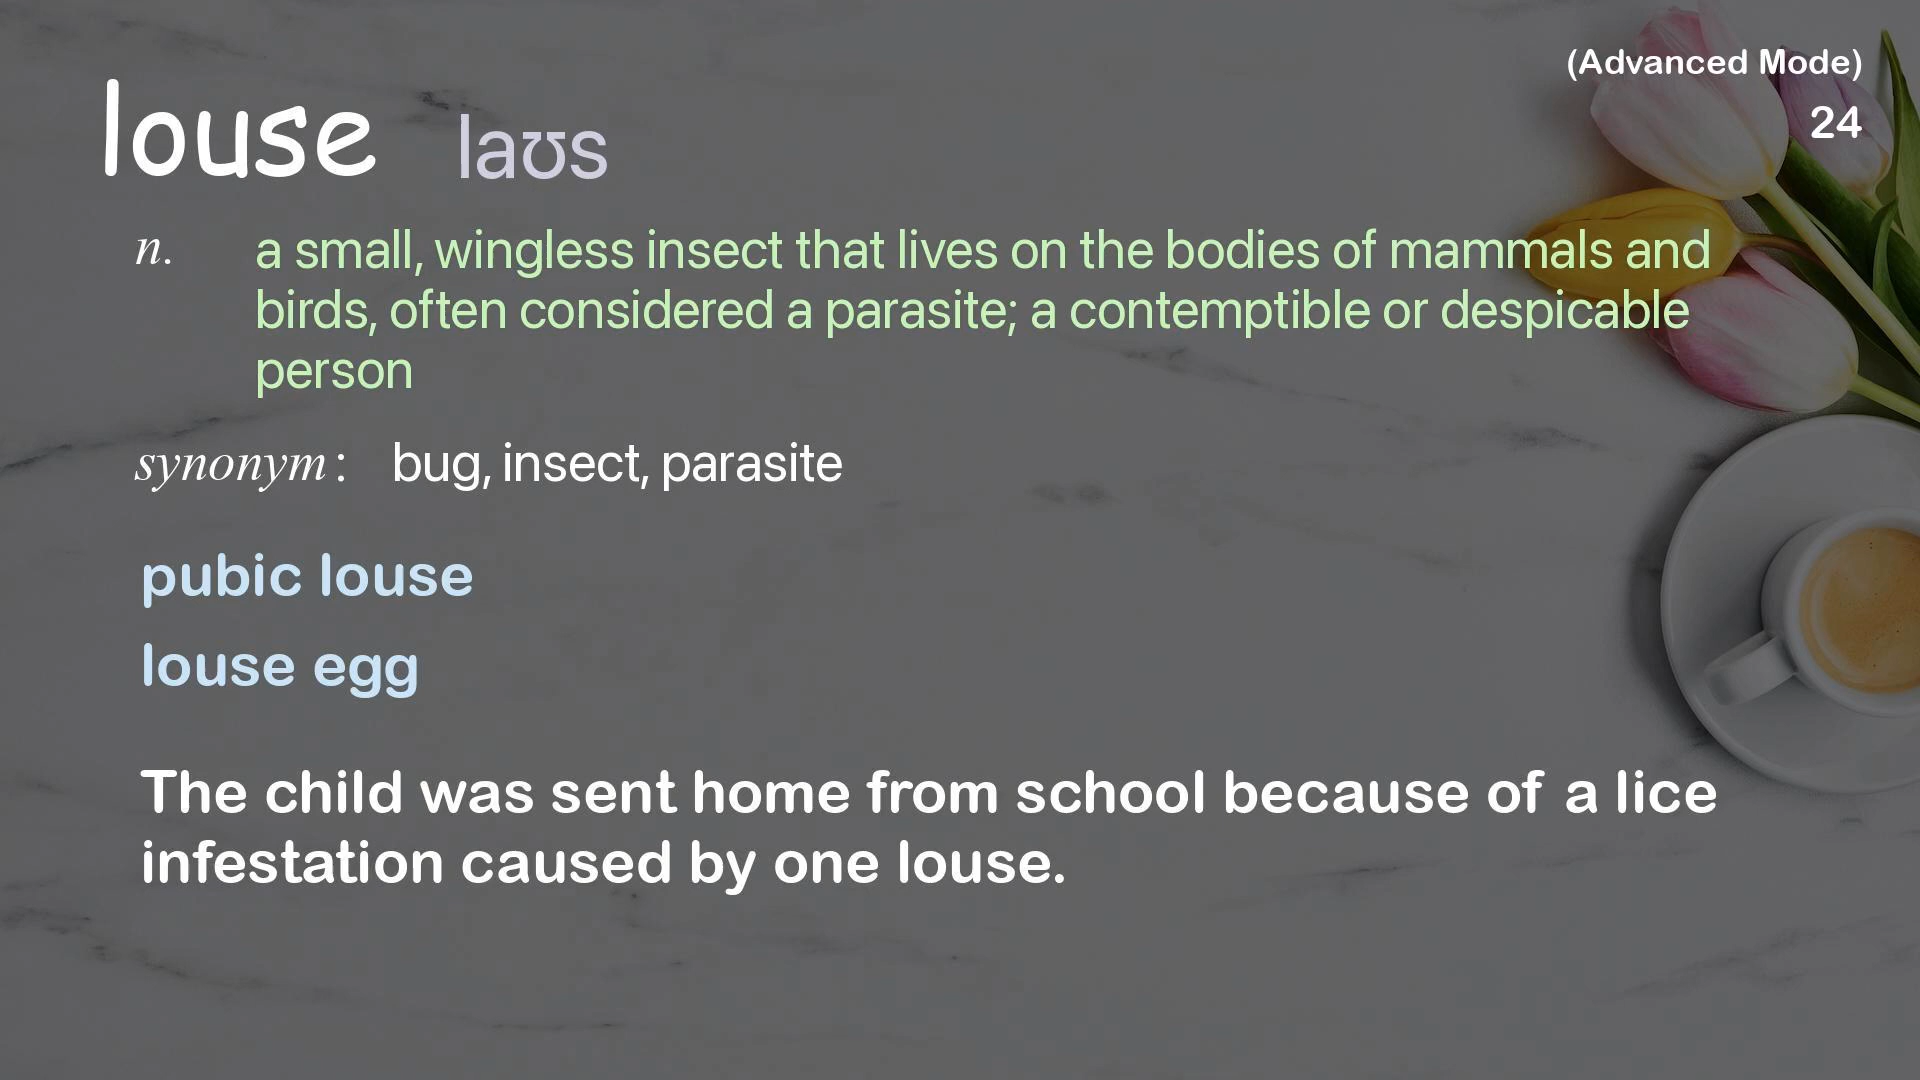 (Advanced Mode)
24
louse laʊs
n. a small, wingless insect that lives on the bodies of mammals and
birds, often considered a parasite; a contemptible or despicable
person
synonym: bug, insect, parasite
pubic louse
louse egg
The child was sent home from school because of a lice
infestation caused by one louse.